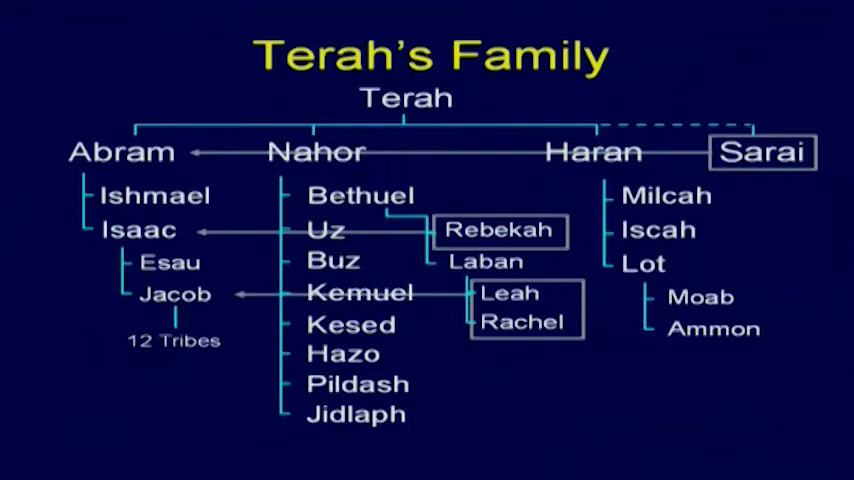 Terah's Family
Terah
Abram Nahor Haran Sarai
Ishmael Bethuel Milcah
Isaac Uz Rebekah Iscah
Esau Buz Laban Lot
Jacob Kemuel Leah Moab
12 Tribes Kesed Rachel Ammon
Hazo
Pildash
Jidlaph